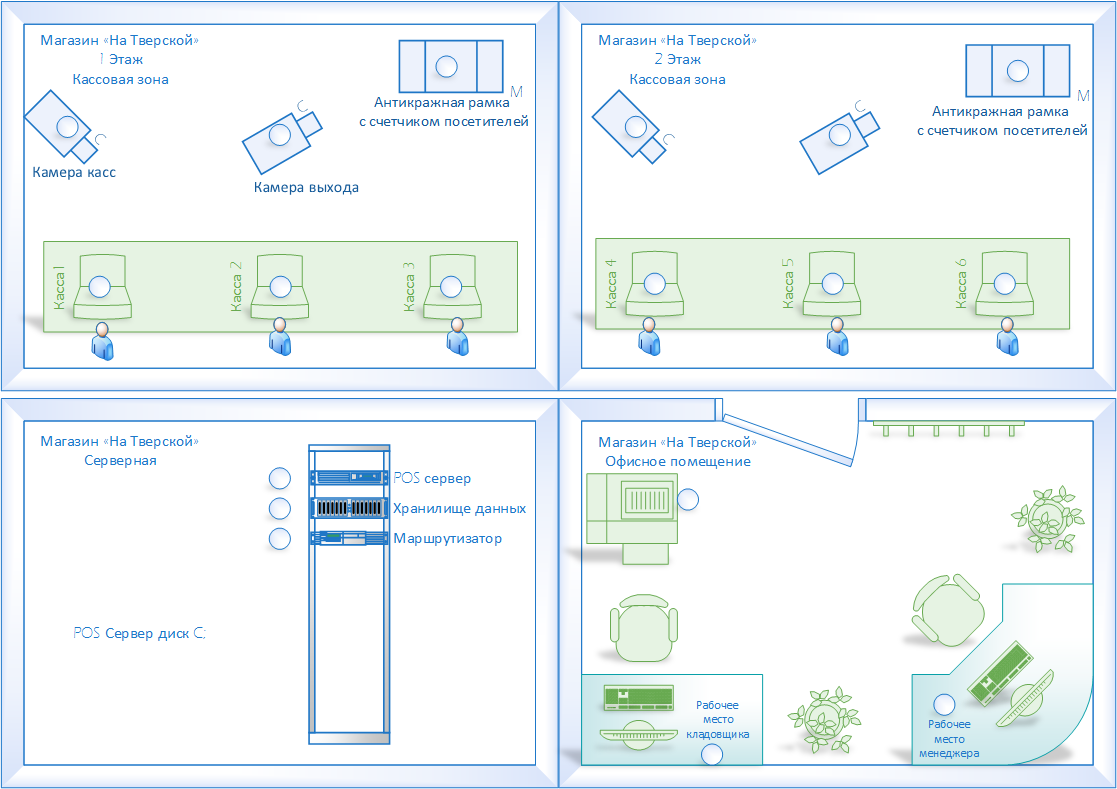 Магазин «На Тверской»
1 Этаж
Кассовая зона
М
Антикражная рамка
с счетчиком посетителей
С
С
Камера касс
Камера выхода
Касса 1
Касса 2
Касса 3
Магазин «На Тверской»
2 Этаж
Кассовая зона
М
Антикражная рамка
с счетчиком посетителей
С
С
Касса 4
Касса 5
Касса 6
Магазин «На Тверской»
Серверная
POS сервер
Хранилище данных
Маршрутизатор
POS Сервер диск C:
Магазин «На Тверской»
Офисное помещение
Рабочее
место
кладовщика
Рабочее
место
менеджера